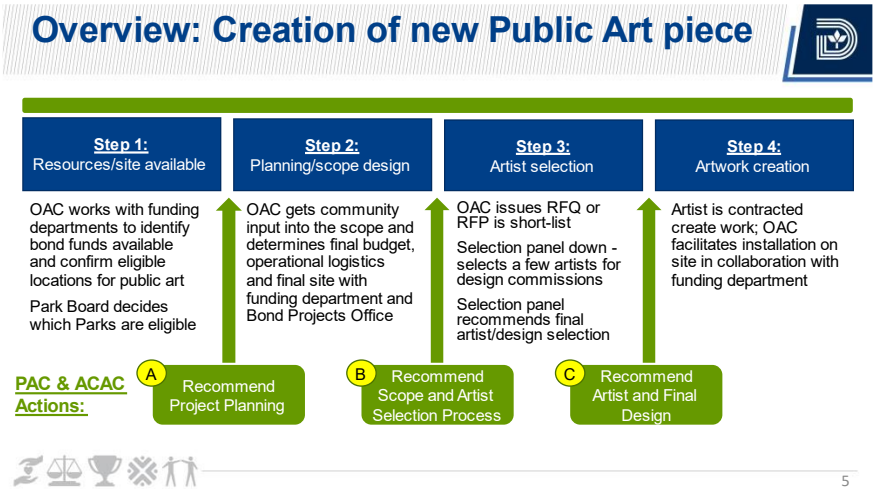 Overview: Creation of new Public Art piece
Step 1:
Resources/site available
Step 2:
Planning/scope design
Step 3:
Artist selection
Step 4:
Artwork creation
OAC works with funding
departments to identify
bond funds available
and confirm eligible
locations for public art
Park Board decides
which Parks are eligible
OAC gets community
input into the scope and
determines final budget,
operational logistics
and final site with
funding department and
Bond Projects Office
OAC issues RFQ or
RFP is short-list
Selection panel down -
selects a few artists for
design commissions
Selection panel
recommends final
artist/design selection
Artist is contracted
create work; OAC
facilitates installation on
site in collaboration with
funding department
PAC & ACAC
Actions:
A
Recommend
Project Planning
B
Recommend
Scope and Artist
Selection Process
C
Recommend
Artist and Final
Design
5